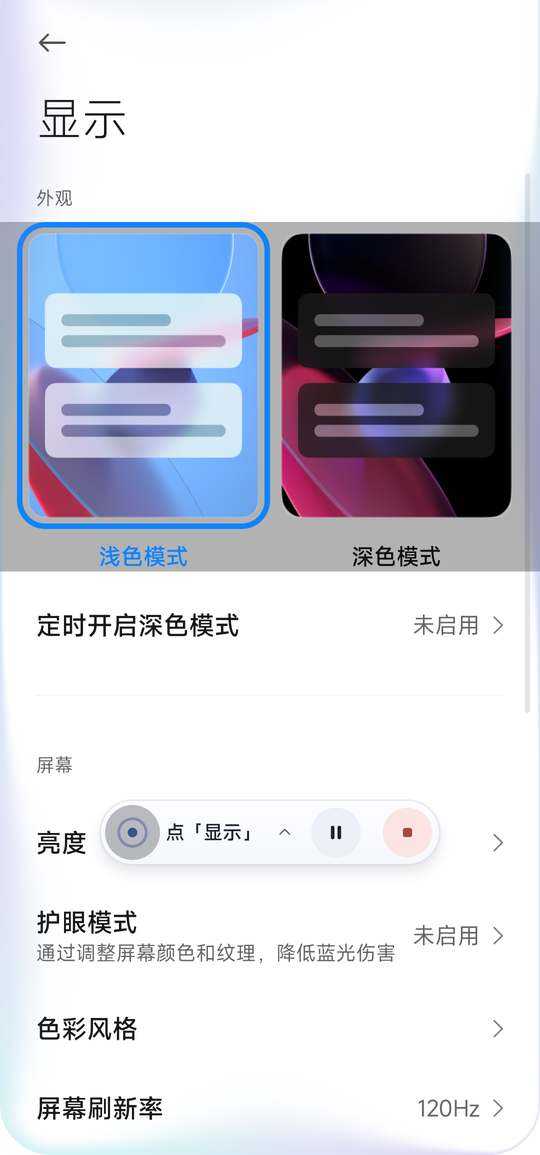 显示
外观
浅色模式
深色模式
定时开启深色模式
未启用
屏幕
亮度
点「显示」
护眼模式
通过调整屏幕颜色和纹理，降低蓝光伤害
未启用
色彩风格
屏幕刷新率
120Hz